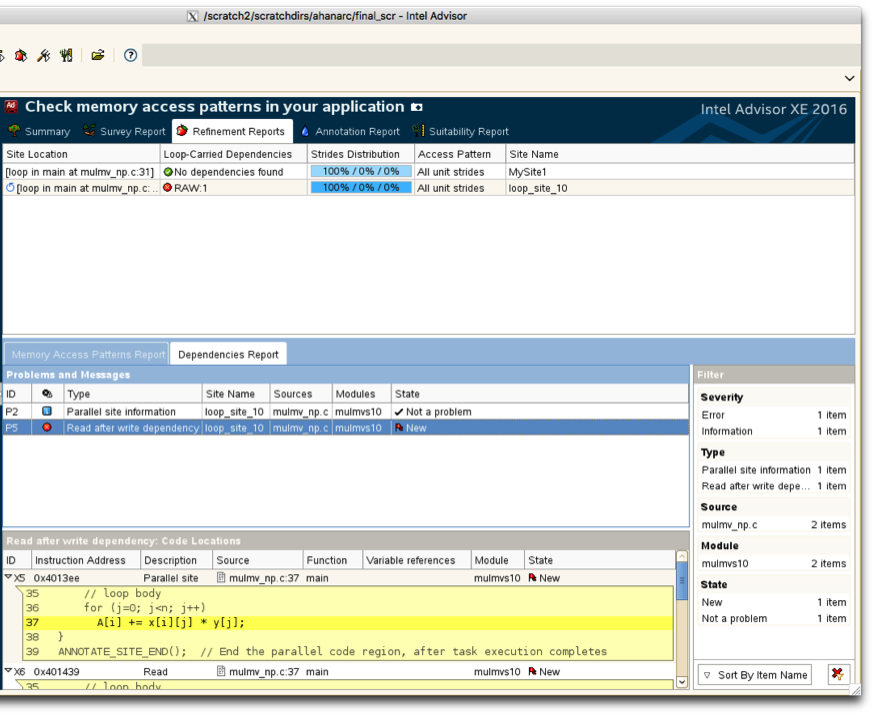 /scratch2/scratchdirs/ahanarc/final_scr - Intel Advisor
Check memory access patterns in your application
Intel Advisor XE 2016
Summary Survey Report Refinement Reports Annotation Report Suitability Report
Site Location Loop-Carried Dependencies Strides Distribution Access Pattern Site Name
[loop in main at mulmv_np.c:31] No dependencies found 100% / 0% / 0% All unit strides MySite1
[loop in main at mulmv_np.c: .. RAW:1 100% / 0% / 0% All unit strides loop_site_10
Memory Access Patterns Report Dependencies Report
Problems and Messages
ID Type Site Name Sources Modules State
P2 Parallel site information loop_site_10 mulmv_np.c mulmvs10 Not a problem
P5 Read after write dependency loop_site_10 mulmv_np.c mulmvs10 New
Filter
Severity
Error 1 item
Information 1 item
Type
Parallel site information 1 item
Read after write depe... 1 item
Source
mulmv_np.c 2 items
Module
mulmvs10 2 items
State
New 1 item
Not a problem 1 item
Sort By Item Name
Read after write dependency: Code Locations
ID Instruction Address Description Source Function Variable references Module State
X5 0x4013ee Parallel site mulmv_np.c:37 main mulmvs10 New
35 // loop body
36 for (j=0; j<n; j++)
37 A[i] += x[i][j] * y[j];
38 }
39 ANNOTATE_SITE_END(); // End the parallel code region, after task execution completes
X6 0x401439 Read mulmv_np.c:37 main mulmvs10 New
35 // loop body